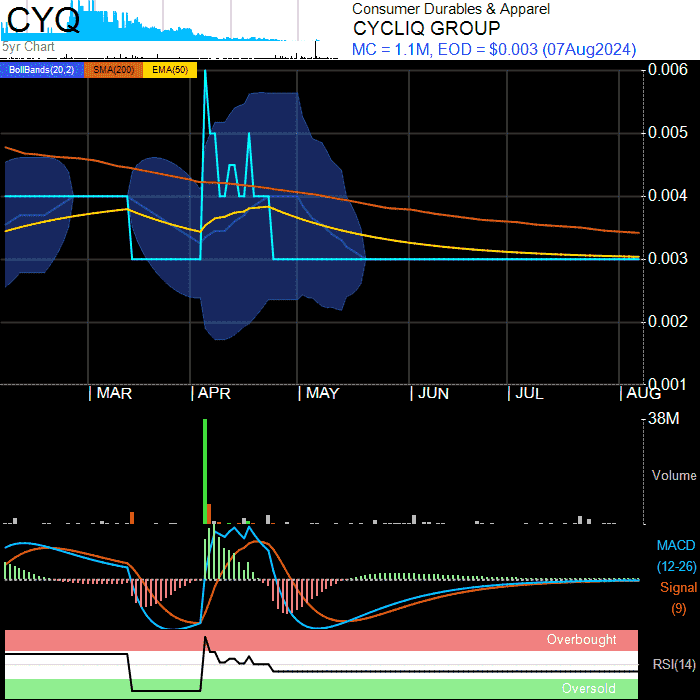 CYQ
5yr Chart
Consumer Durables & Apparel
CYCLIQ GROUP
MC = 1.1M, EOD = $0.003 (07Aug2024)
BollBands(20,2) SMA(200) EMA(50)
0.006
0.005
0.004
0.003
0.002
0.001
MAR APR MAY JUN JUL AUG
38M
Volume
MACD
(12-26)
Signal
(9)
Overbought
RSI(14)
Oversold